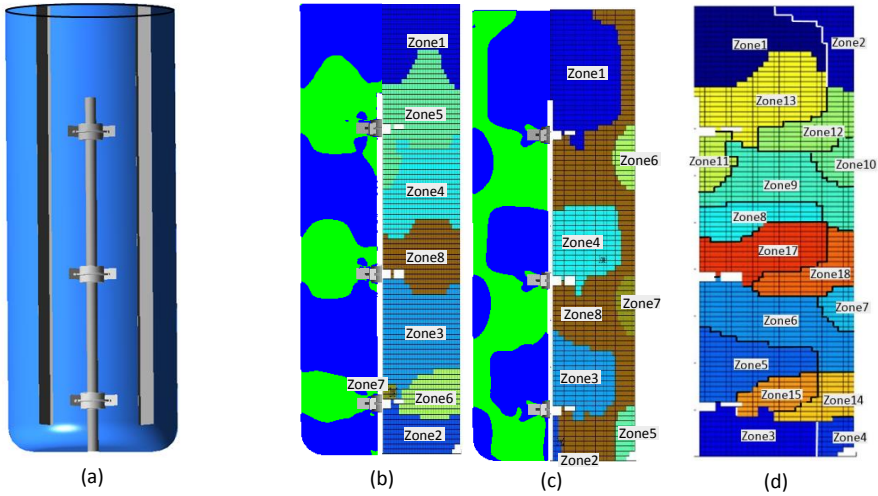 Zone1
Zone5
Zone4
Zone8
Zone3
Zone7
Zone6
Zone2
Zone1
Zone6
Zone4
Zone7
Zone8
Zone3
Zone5
Zone2
Zone1
Zone2
Zone13
Zone12
Zone11
Zone10
Zone9
Zone8
Zone17
Zone18
Zone7
Zone6
Zone5
Zone15
Zone14
Zone3
Zone4
(a)
(b)
(c)
(d)